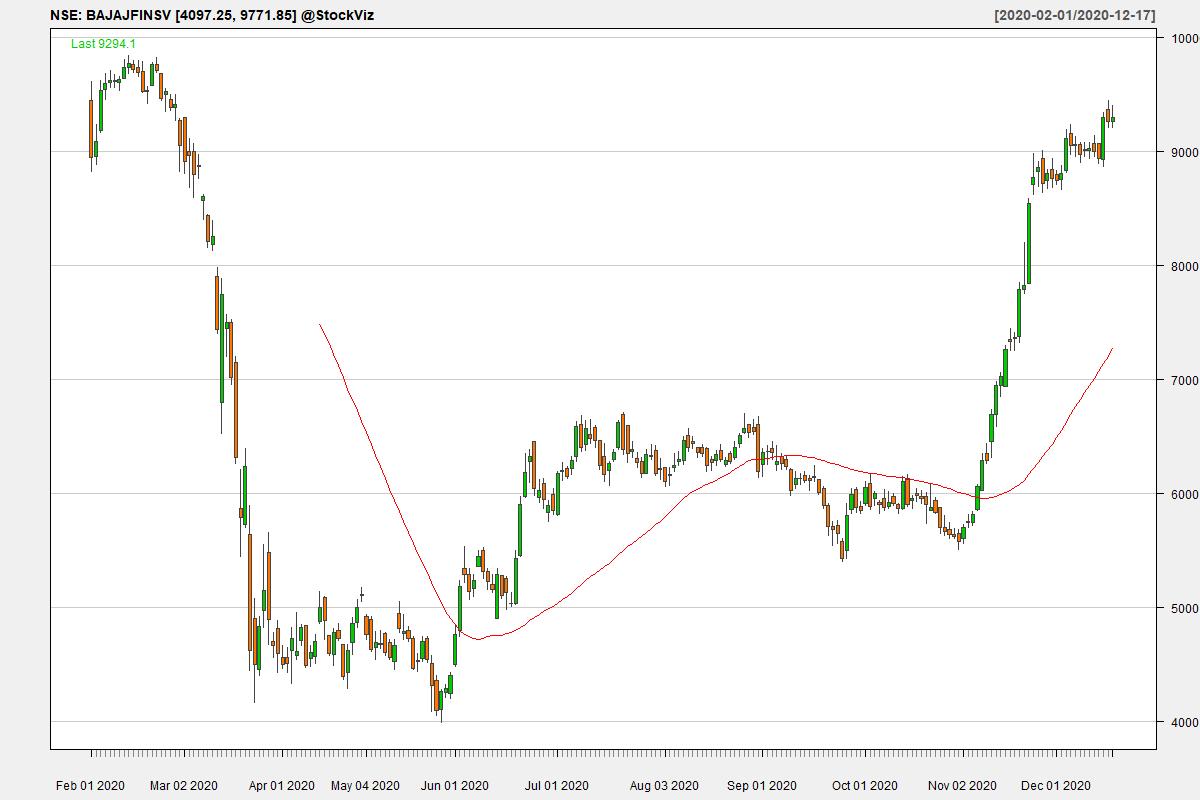 NSE: BAJAJFINSV [4097.25, 9771.85] @StockViz [2020-02-01/2020-12-17]
Last 9294.1
1000
9000
8000
7000
6000
5000
4000
Feb 01 2020 Mar 02 2020 Apr 01 2020 May 04 2020 Jun 01 2020 Jul 01 2020 Aug 03 2020 Sep 01 2020 Oct 01 2020 Nov 02 2020 Dec 01 2020